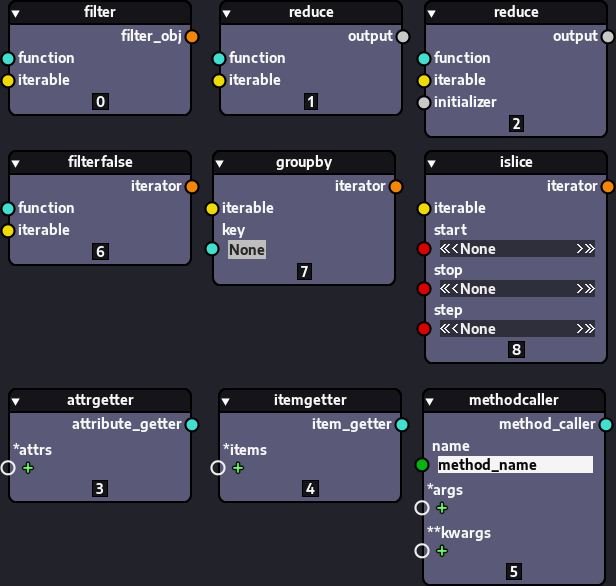 filter
filter_obj
function
iterable
0
reduce
output
function
iterable
1
reduce
output
function
iterable
initializer
2
filterfalse
iterator
function
iterable
6
groupby
iterator
iterable
key
None
7
islice
iterator
iterable
start
<<< None >>>
stop
<<< None >>>
step
<<< None >>>
8
attrgetter
attribute_getter
*attrs
+
3
itemgetter
item_getter
*items
+
4
methodcaller
method_caller
name
method_name
*args
+
**kwargs
+
5